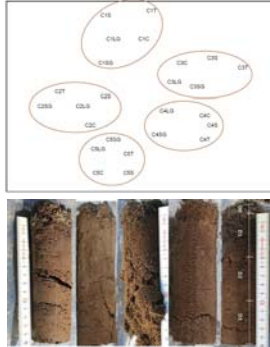 C1S C1T
C1LG C1C
C1SG
C3S
C3C C3T
C3LG
C3SG
C2T
C2S
C2SG C2LG
C2C
C4LG
C4C
C4S
C4SG
C4T
C5SG
C5LG
C5T
C5C C5S